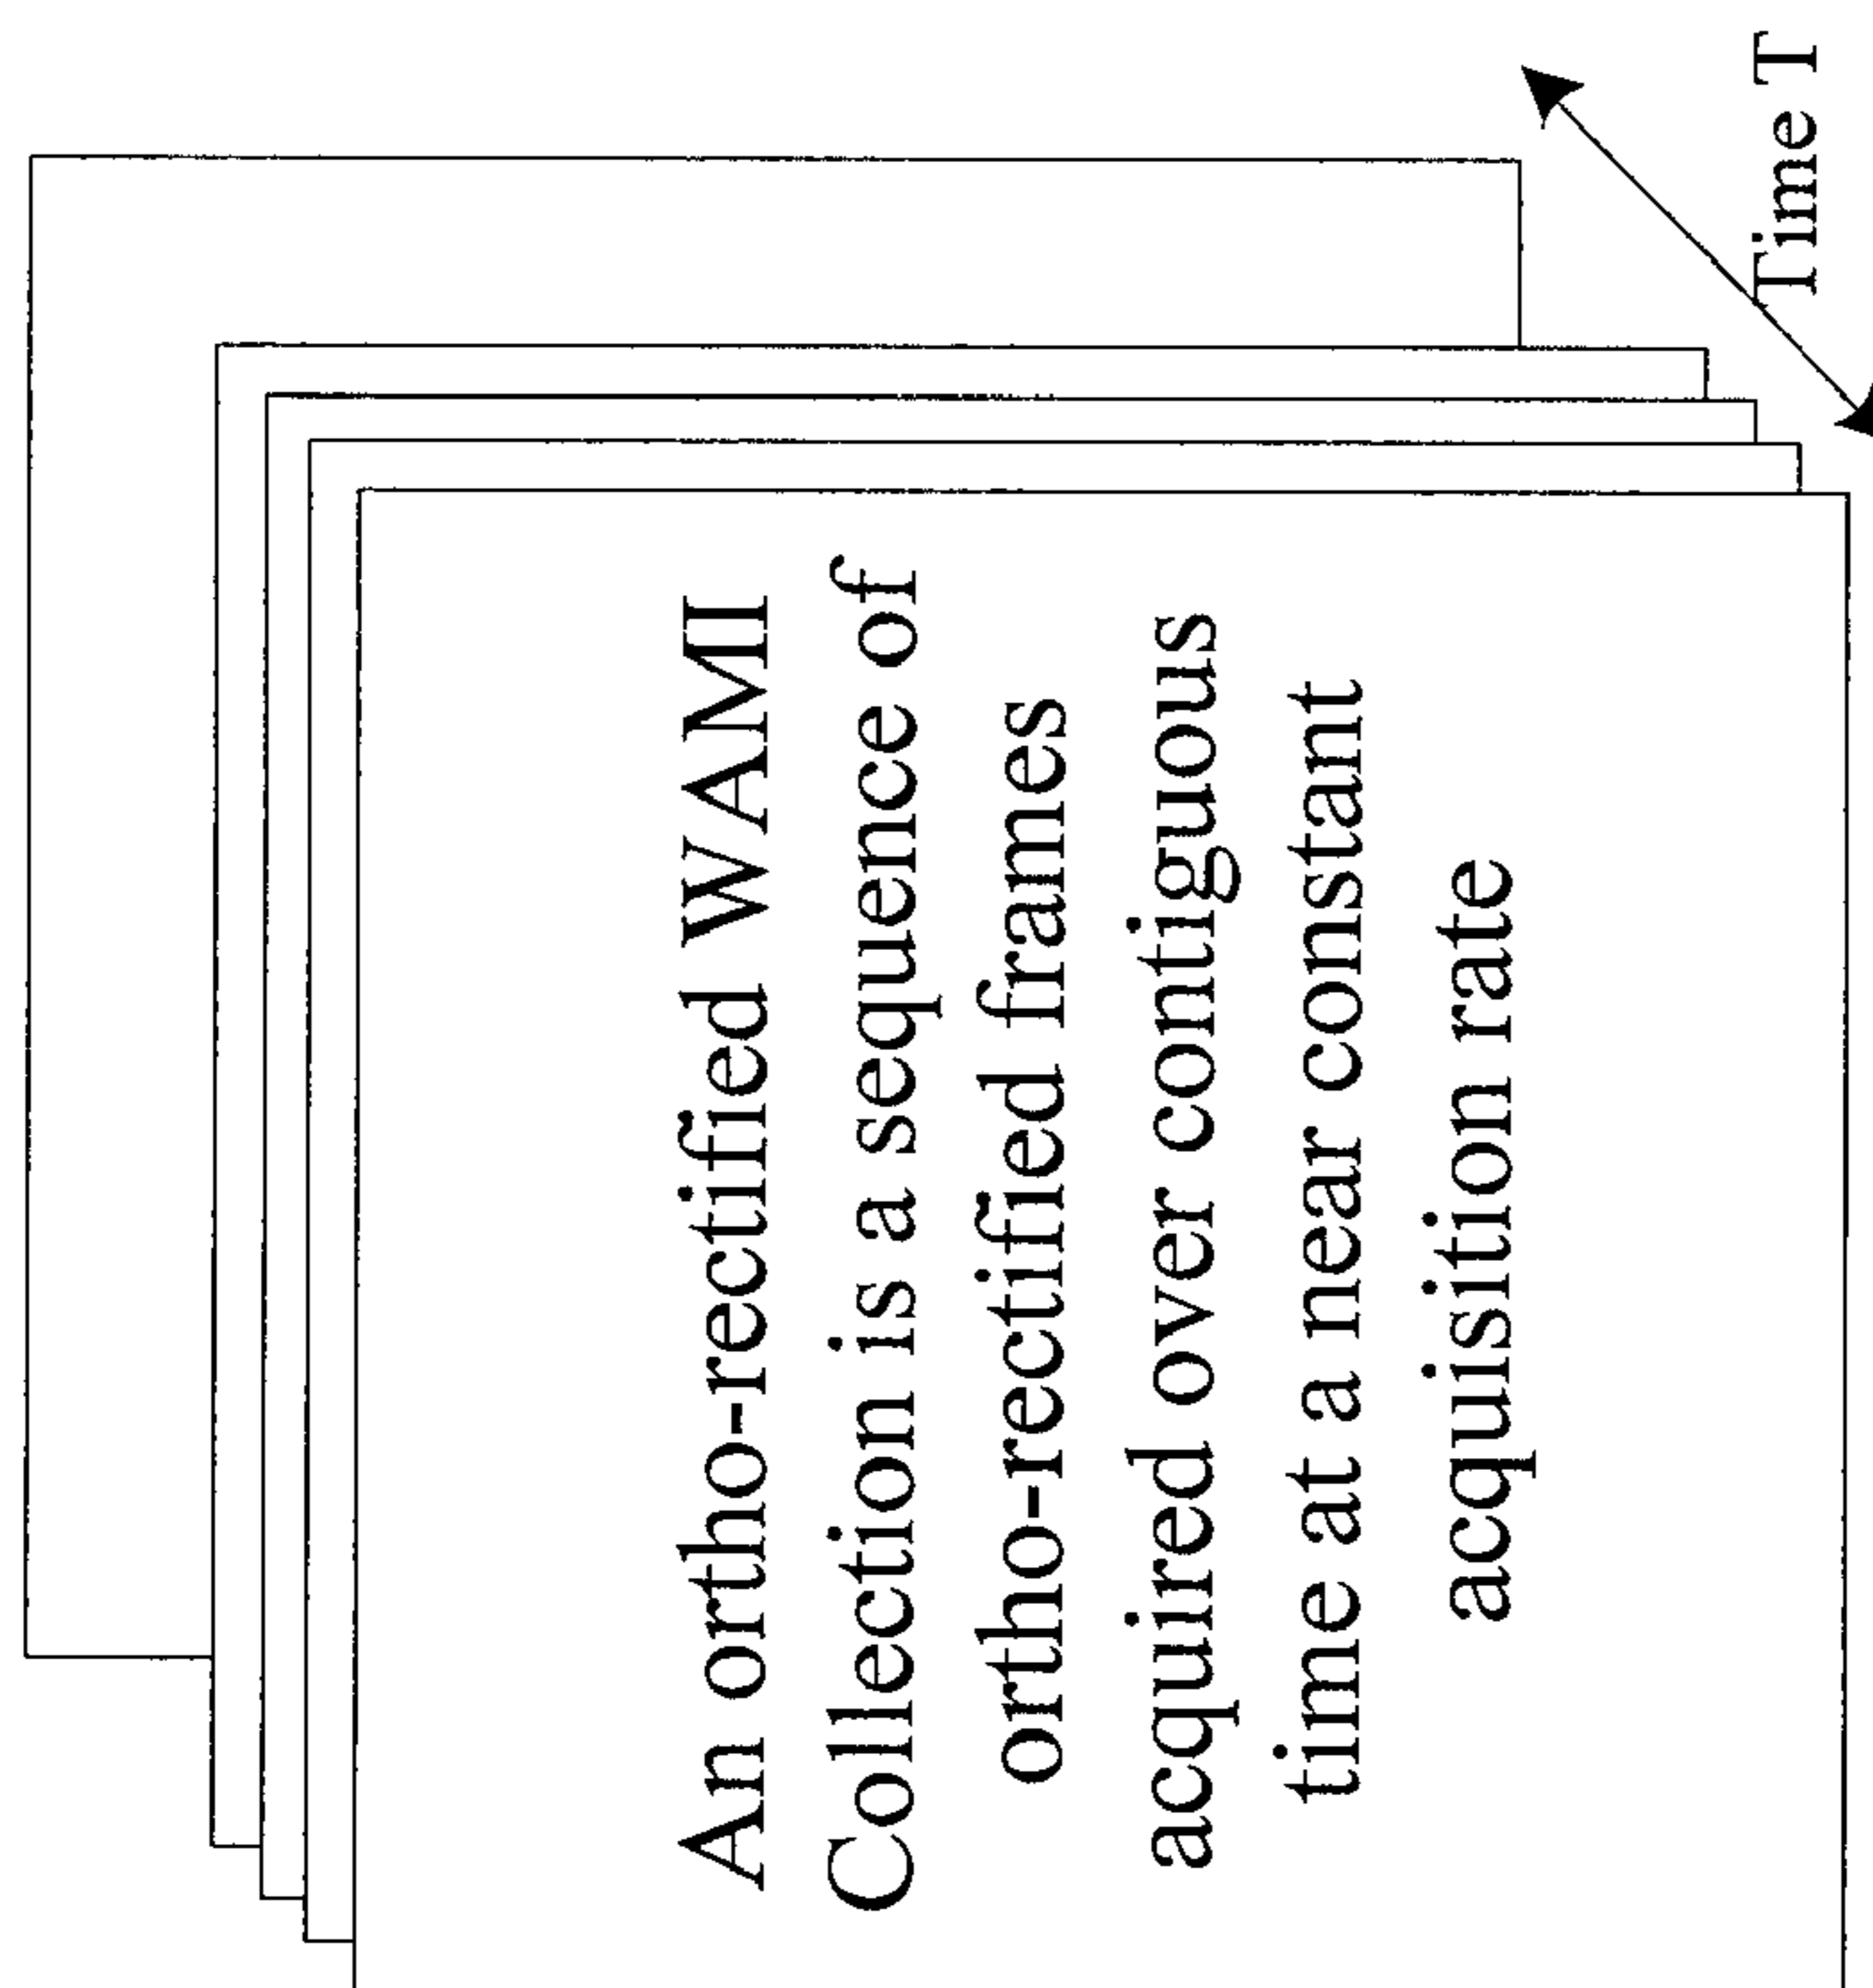 An ortho-rectified WAMI
Collection is a sequence of
ortho-rectified frames
acquired over contiguous
time at a near constant
acquisition rate
Time T